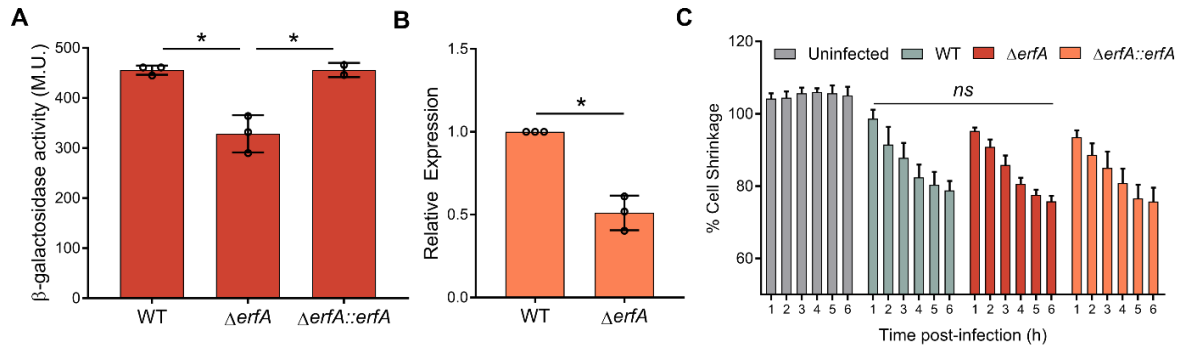 A
β-galactosidase activity (M.U.)
500
400
300
200
100
0
*
*
WT
ΔerfA
ΔerfA::erfA
B
Relative Expression
1.5
1.0
0.5
0.0
*
WT
ΔerfA
C
Uninfected WT ΔerfA ΔerfA::erfA
% Cell Shrinkage
120
100
80
60
ns
1 2 3 4 5 6 1 2 3 4 5 6 1 2 3 4 5 6 1 2 3 4 5 6
Time post-infection (h)